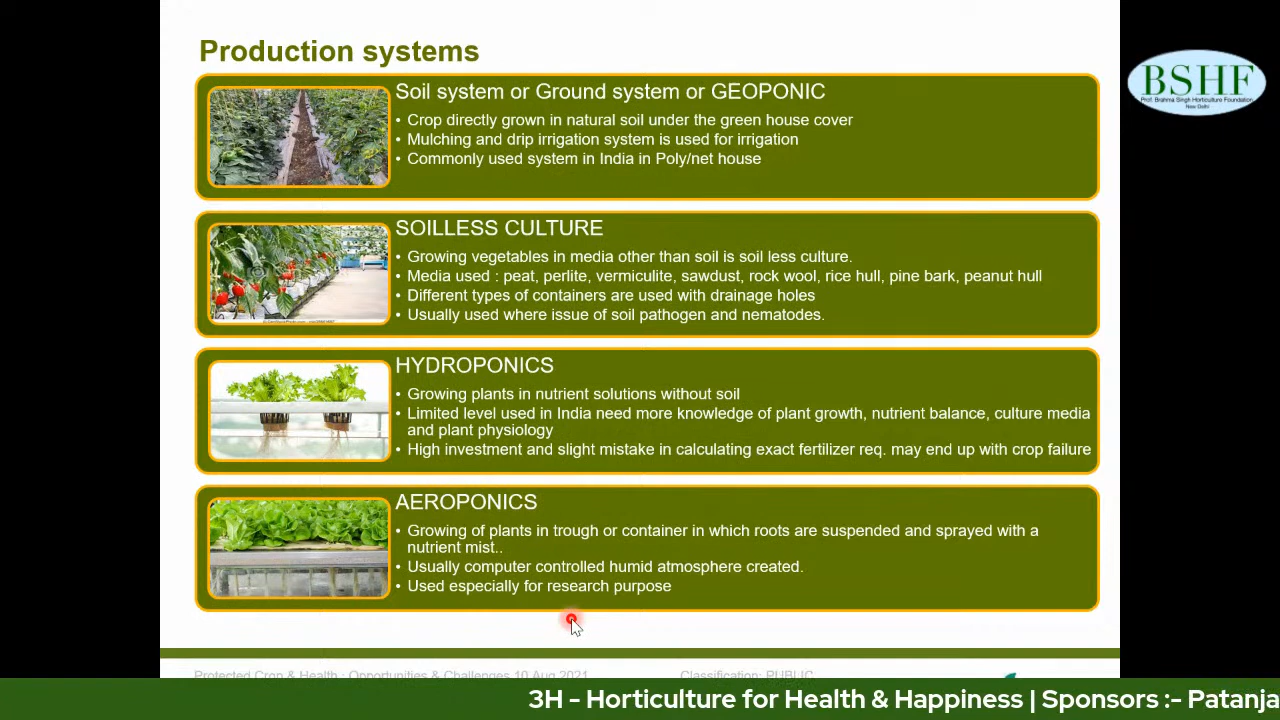 Production systems
BSHF
Prof. Brahma Singh Horticulture Foundation
New Delhi
Soil system or Ground system or GEOPONIC
• Crop directly grown in natural soil under the green house cover
• Mulching and drip irrigation system is used for irrigation
• Commonly used system in India in Poly/net house
SOILLESS CULTURE
• Growing vegetables in media other than soil is soil less culture.
• Media used : peat, perlite, vermiculite, sawdust, rock wool, rice hull, pine bark, peanut hull
• Different types of containers are used with drainage holes
• Usually used where issue of soil pathogen and nematodes.
HYDROPONICS
• Growing plants in nutrient solutions without soil
• Limited level used in India need more knowledge of plant growth, nutrient balance, culture media
and plant physiology
• High investment and slight mistake in calculating exact fertilizer req. may end up with crop failure
AEROPONICS
• Growing of plants in trough or container in which roots are suspended and sprayed with a
nutrient mist..
• Usually computer controlled humid atmosphere created.
• Used especially for research purpose
Protected Crop & Health : Opportunities & Challenges 10 Aug 2021
Classification: PUBLIC
3H - Horticulture for Health & Happiness | Sponsors :- Patanja